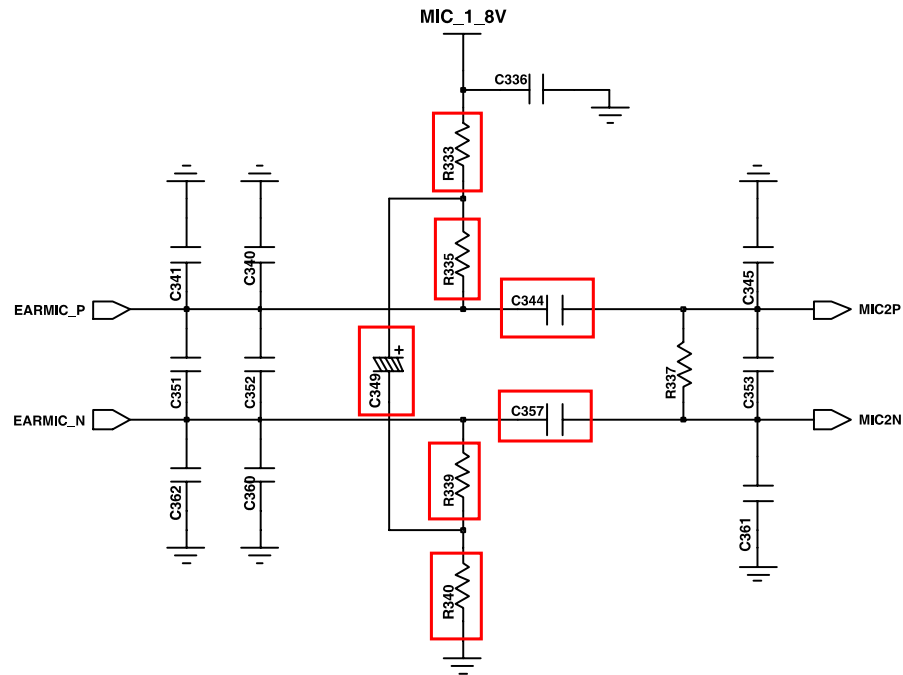 MIC_1_8V
C336
R333
C341
C340
R335
C345
C344
EARMIC_P
MIC2P
+
C349
C351
C352
R337
C353
C357
EARMIC_N
MIC2N
C362
C360
R339
C361
R340